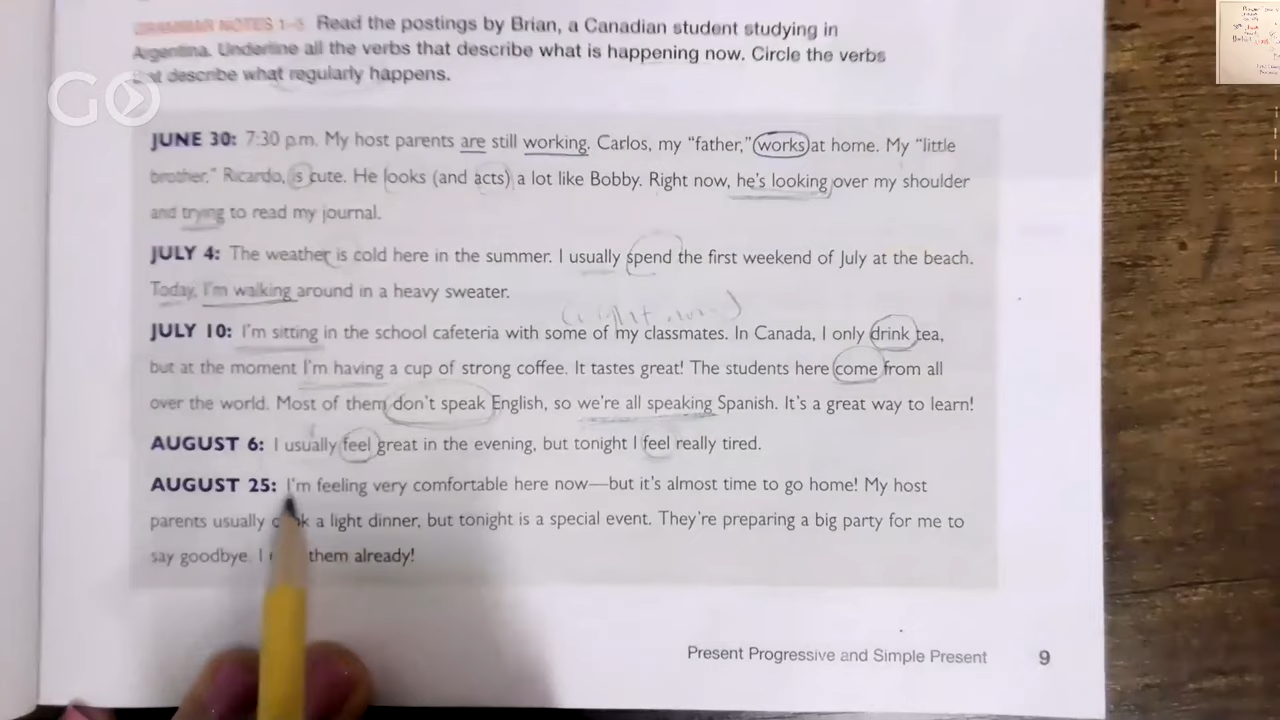 GRAMMAR NOTES 1–3 Read the postings by Brian, a Canadian student studying in
Argentina. Underline all the verbs that describe what is happening now. Circle the verbs
that describe what regularly happens.
GO
JUNE 30: 7:30 p.m. My host parents are still working. Carlos, my “father,” works at home. My “little
brother,” Ricardo, is cute. He looks (and acts) a lot like Bobby. Right now, he's looking over my shoulder
and trying to read my journal.
JULY 4: The weather is cold here in the summer. I usually spend the first weekend of July at the beach.
Today, I'm walking around in a heavy sweater.
(right now)
JULY 10: I'm sitting in the school cafeteria with some of my classmates. In Canada, I only drink tea,
but at the moment I'm having a cup of strong coffee. It tastes great! The students here come from all
over the world. Most of them don't speak English, so we're all speaking Spanish. It's a great way to learn!
AUGUST 6: I usually feel great in the evening, but tonight I feel really tired.
AUGUST 25: I'm feeling very comfortable here now—but it's almost time to go home! My host
parents usually cook a light dinner, but tonight is a special event. They're preparing a big party for me to
say goodbye. I them already!
Present Progressive and Simple Present 9